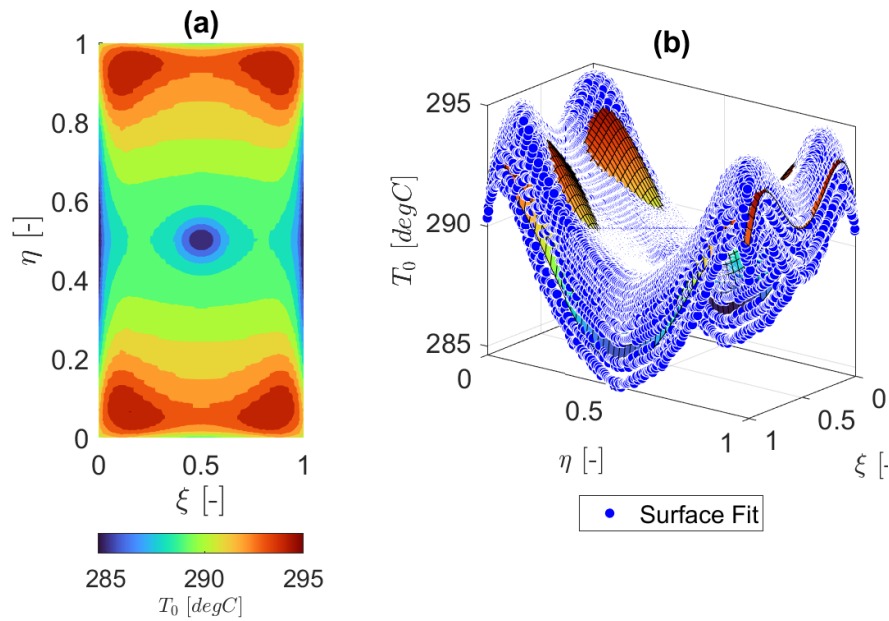 (a)
1
0.8
0.6
0.4
0.2
0
η [-]
0 0.5 1
ξ [-]
285 290 295
T₀ [degC]
(b)
295
290
285
T₀ [degC]
0
0.5
1
η [-]
0
0.5
1
ξ [-
Surface Fit